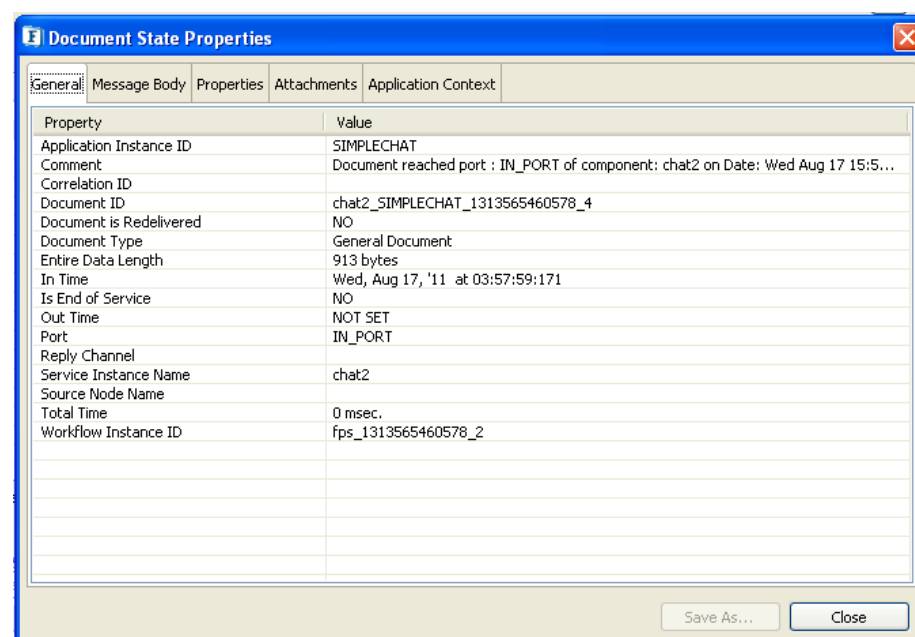 Document State Properties
General Message Body Properties Attachments Application Context
Property Value
Application Instance ID SIMPLECHAT
Comment Document reached port : IN_PORT of component: chat2 on Date: Wed Aug 17 15:5...
Correlation ID
Document ID chat2_SIMPLECHAT_1313565460578_4
Document is Redelivered NO
Document Type General Document
Entire Data Length 913 bytes
In Time Wed, Aug 17, '11 at 03:57:59:171
Is End of Service NO
Out Time NOT SET
Port IN_PORT
Reply Channel
Service Instance Name chat2
Source Node Name
Total Time 0 msec.
Workflow Instance ID fps_1313565460578_2
Save As... Close